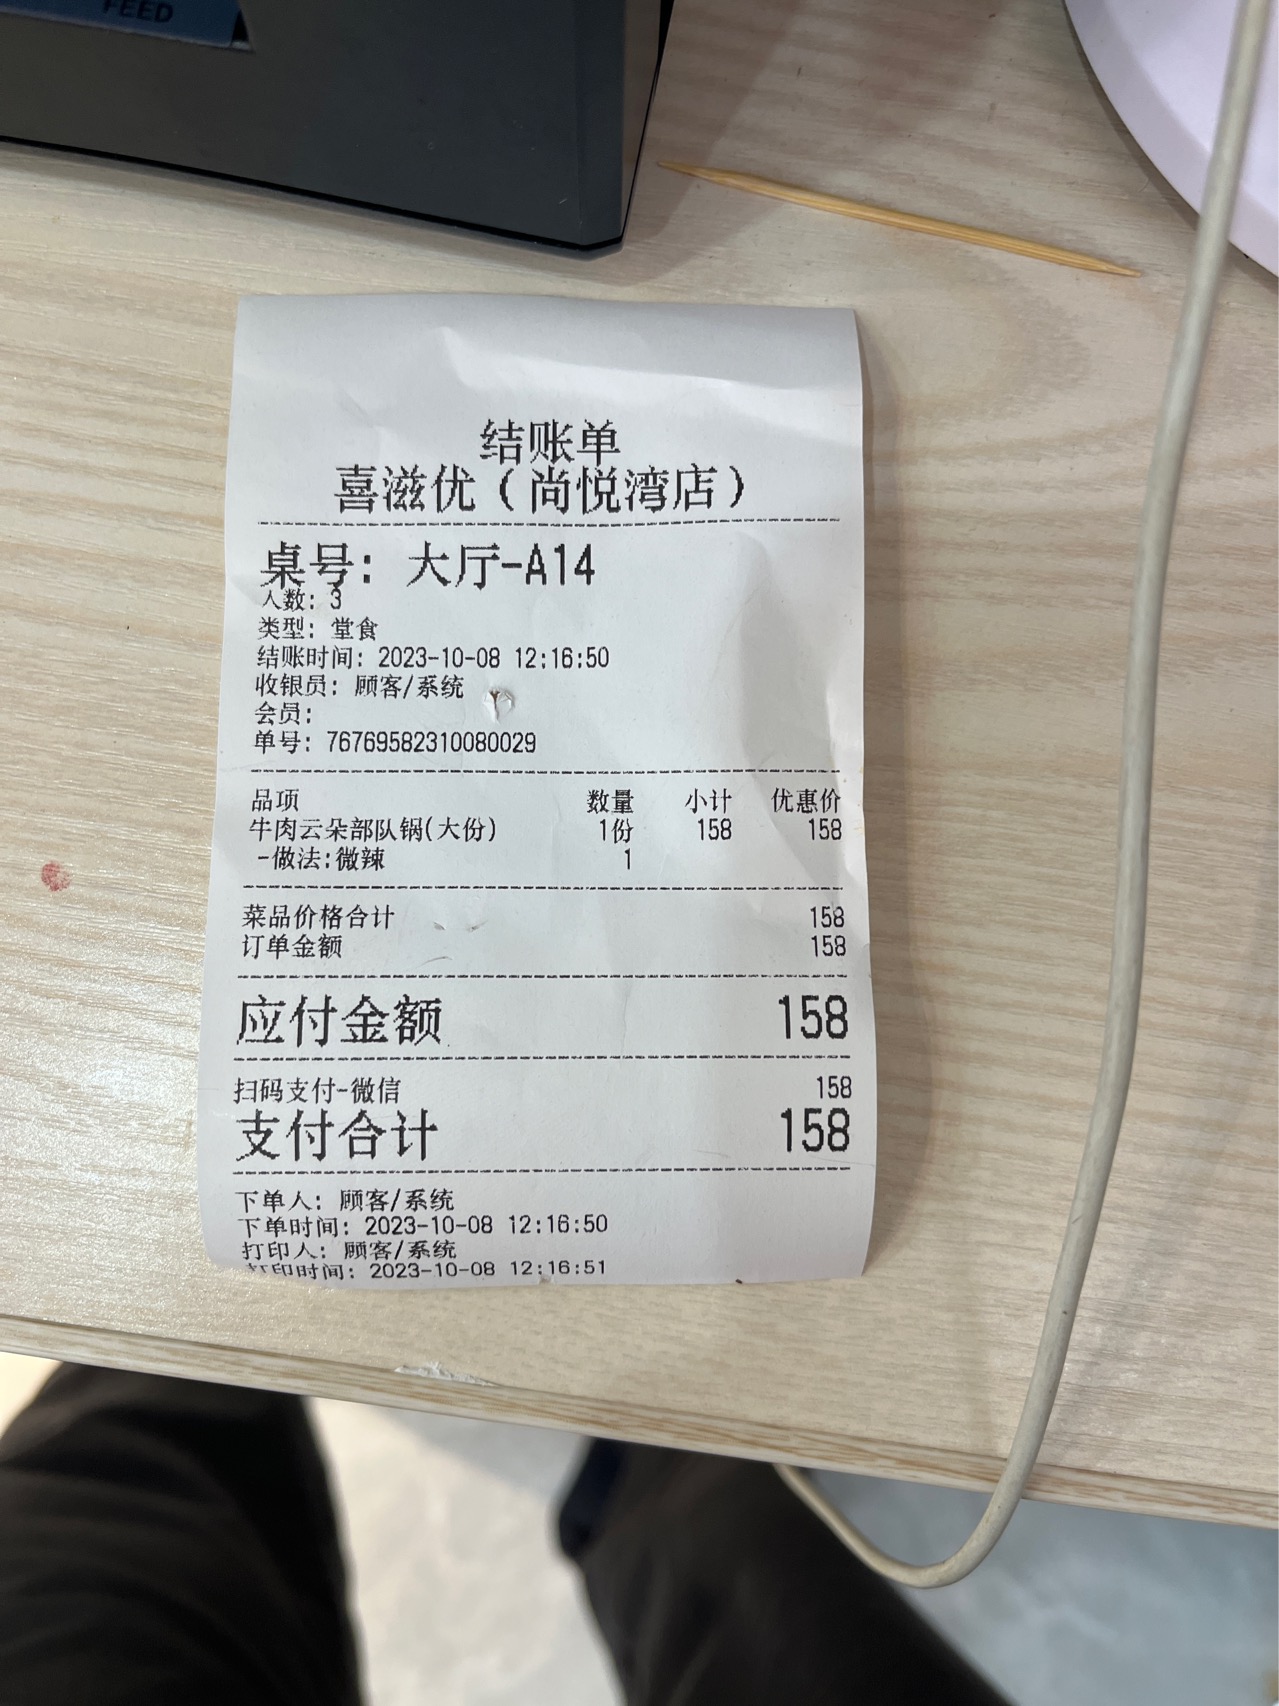 FEED
结账单
喜滋优（尚悦湾店）
桌号: 大厅-A14
人数: 3
类型: 堂食
结账时间: 2023-10-08 12:16:50
收银员: 顾客/系统
会员:
单号: 76769582310080029
品项 数量 小计 优惠价
牛肉云朵部队锅(大份) 1份 158 158
-做法:微辣 1
菜品价格合计 158
订单金额 158
应付金额 158
扫码支付-微信 158
支付合计 158
下单人: 顾客/系统
下单时间: 2023-10-08 12:16:50
打印人: 顾客/系统
打印时间: 2023-10-08 12:16:51